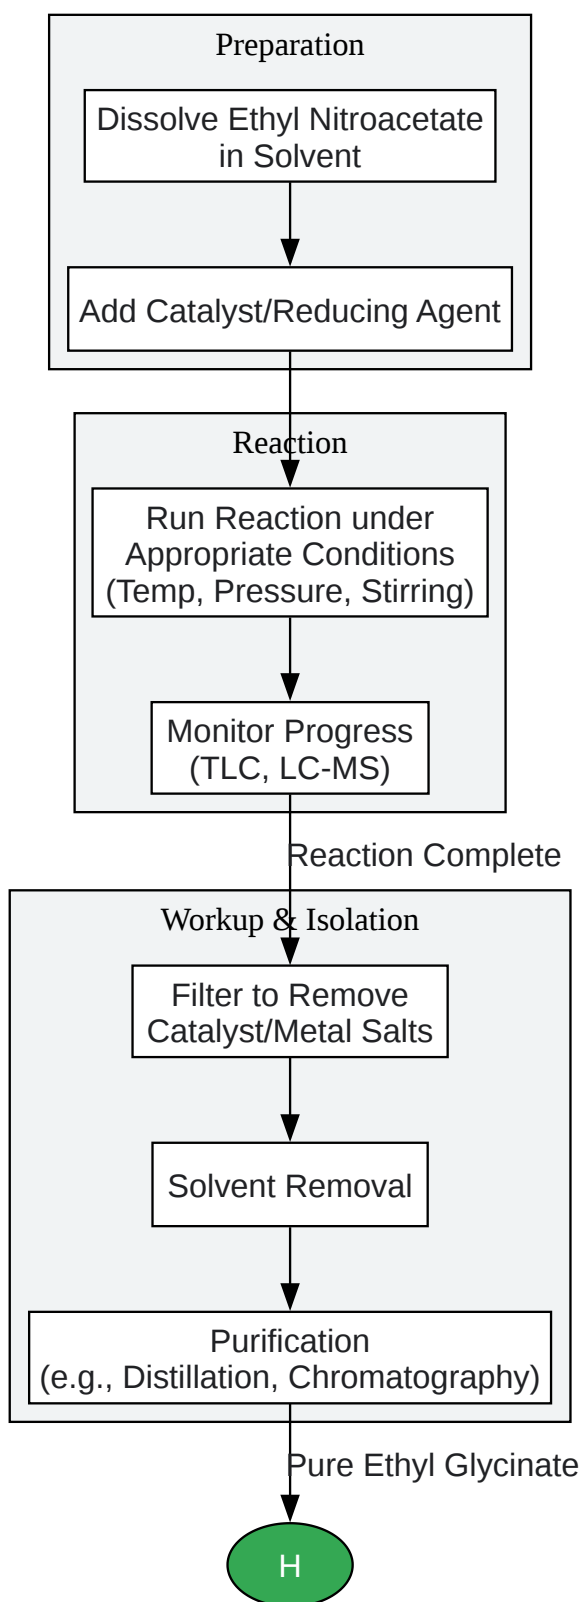 Preparation
Dissolve Ethyl Nitroacetate
in Solvent
Add Catalyst/Reducing Agent
Reaction
Run Reaction under
Appropriate Conditions
(Temp, Pressure, Stirring)
Monitor Progress
(TLC, LC-MS)
Reaction Complete
Workup & Isolation
Filter to Remove
Catalyst/Metal Salts
Solvent Removal
Purification
(e.g., Distillation, Chromatography)
Pure Ethyl Glycinate
H